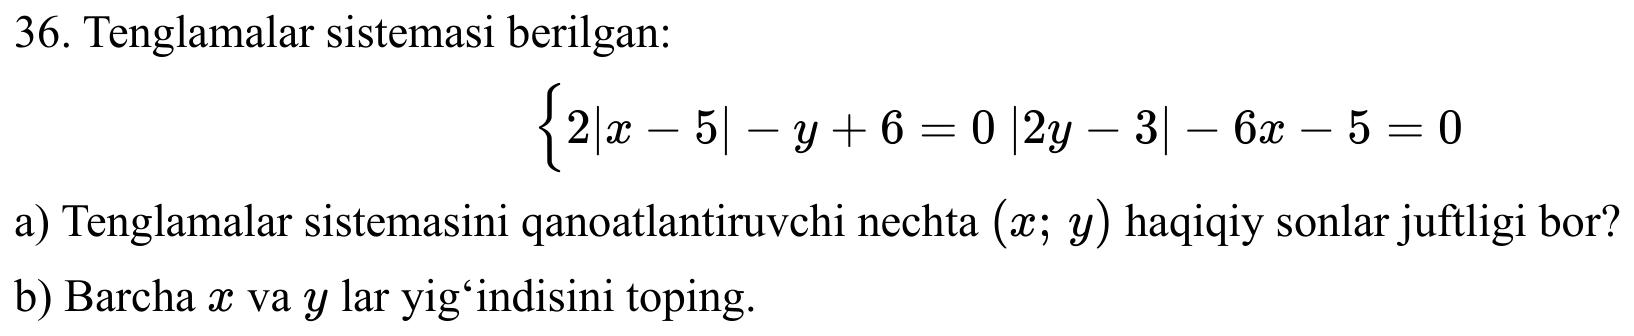 36. Tenglamalar sistemasi berilgan:
{2|x − 5| − y + 6 = 0 |2y − 3| − 6x − 5 = 0
a) Tenglamalar sistemasini qanoatlantiruvchi nechta (x; y) haqiqiy sonlar juftligi bor?
b) Barcha x va y lar yig‘indisini toping.